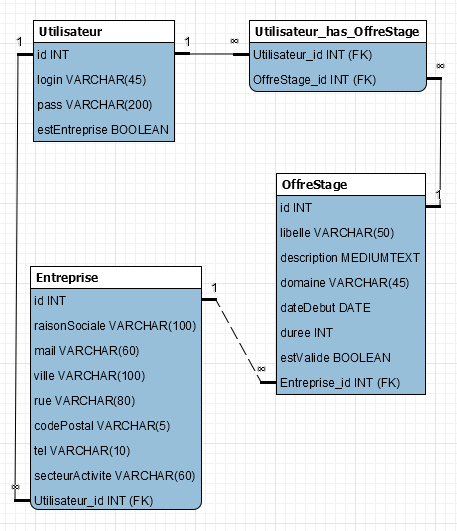 Utilisateur
id INT
login VARCHAR(45)
pass VARCHAR(200)
estEntreprise BOOLEAN
1
1
∞
Utilisateur_has_OffreStage
Utilisateur_id INT (FK)
OffreStage_id INT (FK)
∞
1
OffreStage
id INT
libelle VARCHAR(50)
description MEDIUMTEXT
domaine VARCHAR(45)
dateDebut DATE
duree INT
estValide BOOLEAN
Entreprise_id INT (FK)
Entreprise
id INT
raisonSociale VARCHAR(100)
mail VARCHAR(60)
ville VARCHAR(100)
rue VARCHAR(80)
codePostal VARCHAR(5)
tel VARCHAR(10)
secteurActivite VARCHAR(60)
Utilisateur_id INT (FK)
1
∞
∞